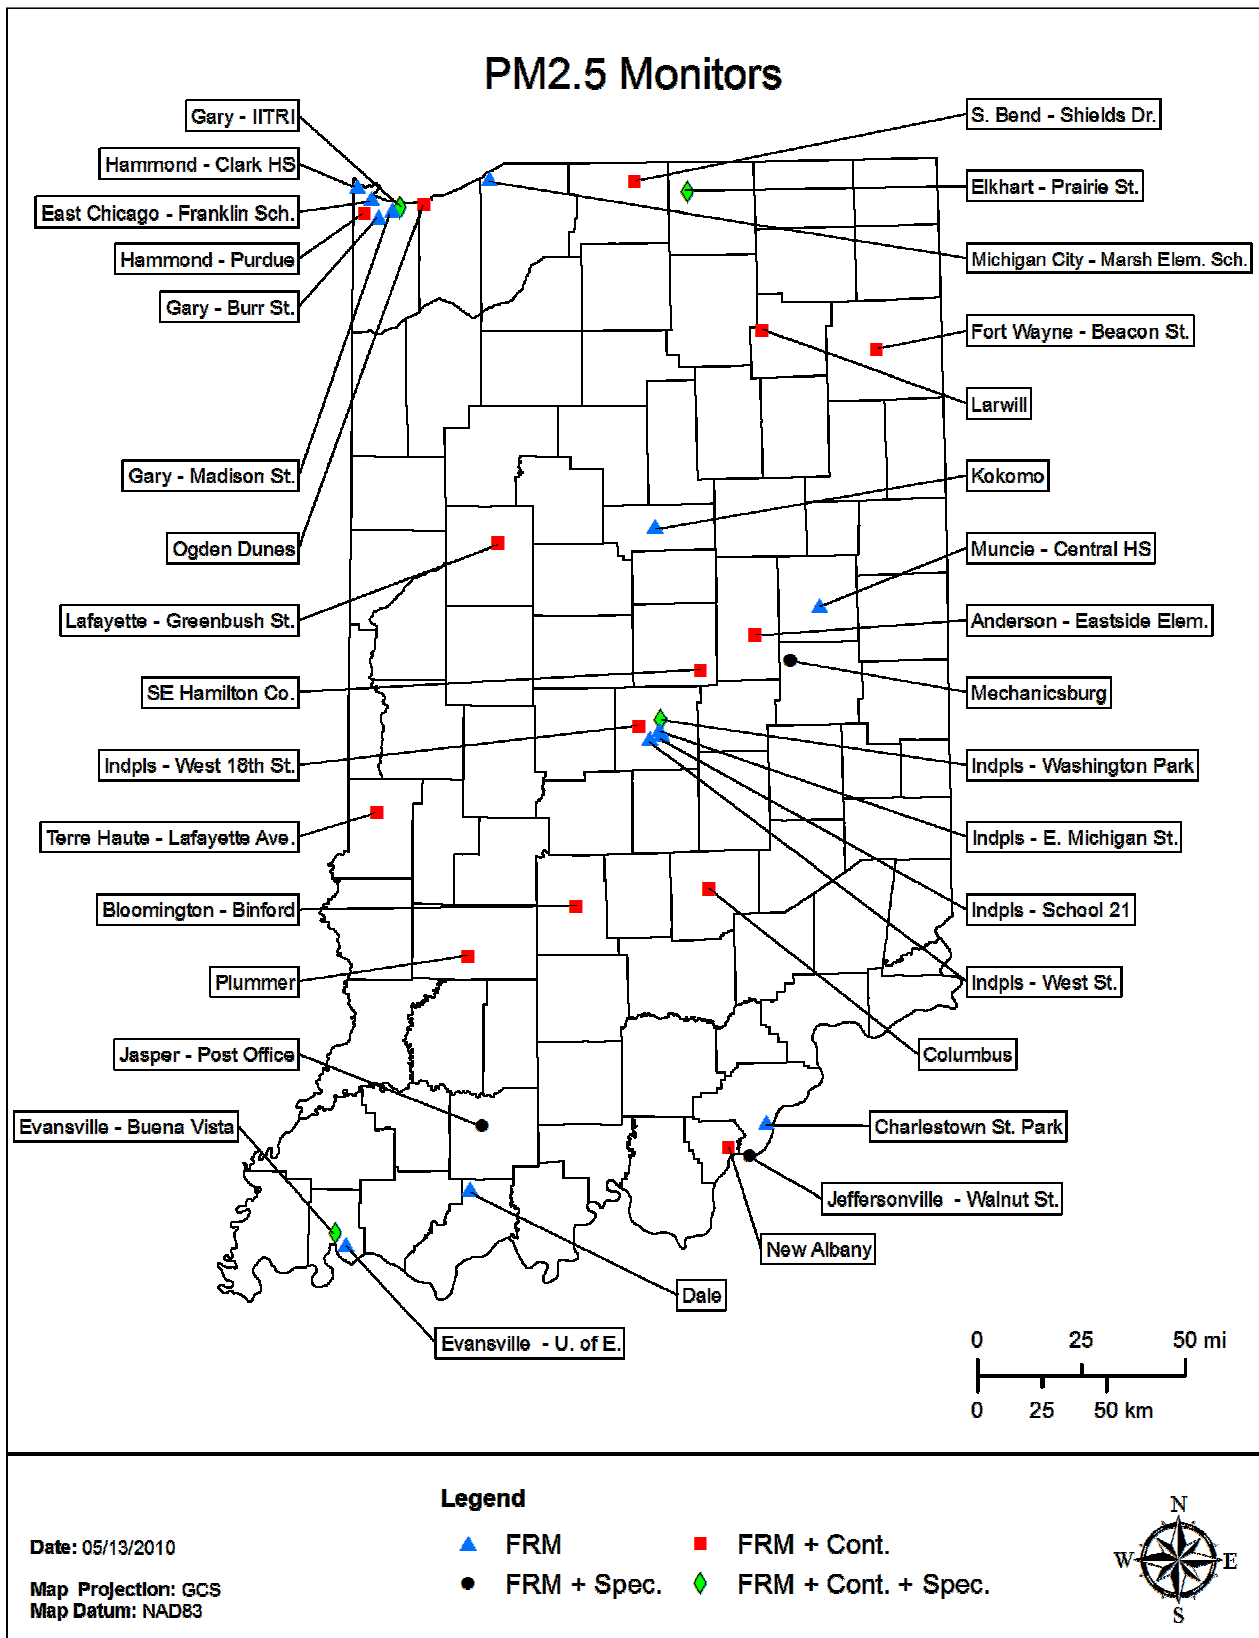 PM2.5 Monitors
Gary - IITRI
Hammond - Clark HS
East Chicago - Franklin Sch.
Hammond - Purdue
Gary - Burr St.
Gary - Madison St.
Ogden Dunes
Lafayette - Greenbush St.
SE Hamilton Co.
Indpls - West 18th St.
Terre Haute - Lafayette Ave.
Bloomington - Binford
Plummer
Jasper - Post Office
Evansville - Buena Vista
Evansville - U. of E.
S. Bend - Shields Dr.
Elkhart - Prairie St.
Michigan City - Marsh Elem. Sch.
Fort Wayne - Beacon St.
Larwill
Kokomo
Muncie - Central HS
Anderson - Eastside Elem.
Mechanicsburg
Indpls - Washington Park
Indpls - E. Michigan St.
Indpls - School 21
Indpls - West St.
Columbus
Charlestown St. Park
Jeffersonville - Walnut St.
New Albany
Dale
0 25 50 mi
0 25 50 km
Legend
FRM
FRM + Cont.
FRM + Spec.
FRM + Cont. + Spec.
Date: 05/13/2010
Map Projection: GCS
Map Datum: NAD83
N
W E
S